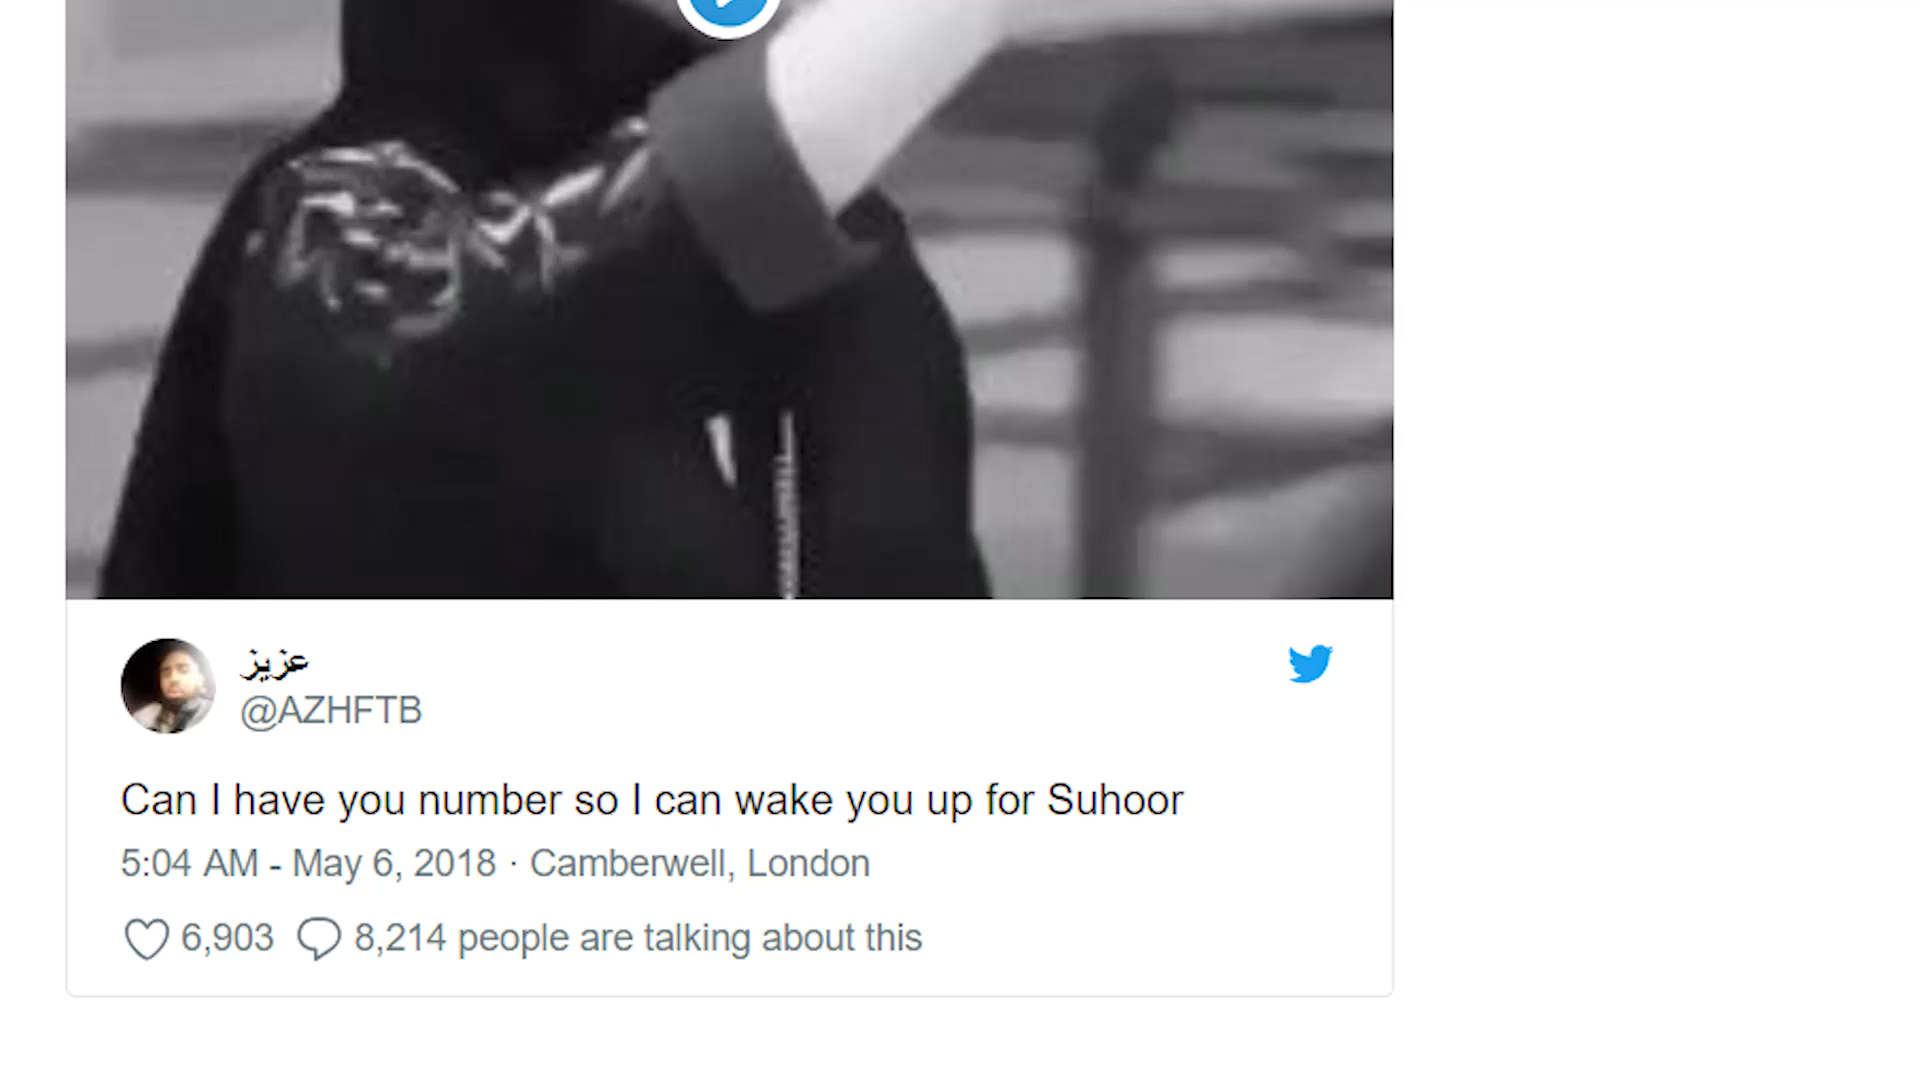 عزيز
@AZHFTB
Can I have you number so I can wake you up for Suhoor
5:04 AM - May 6, 2018 · Camberwell, London
6,903 8,214 people are talking about this